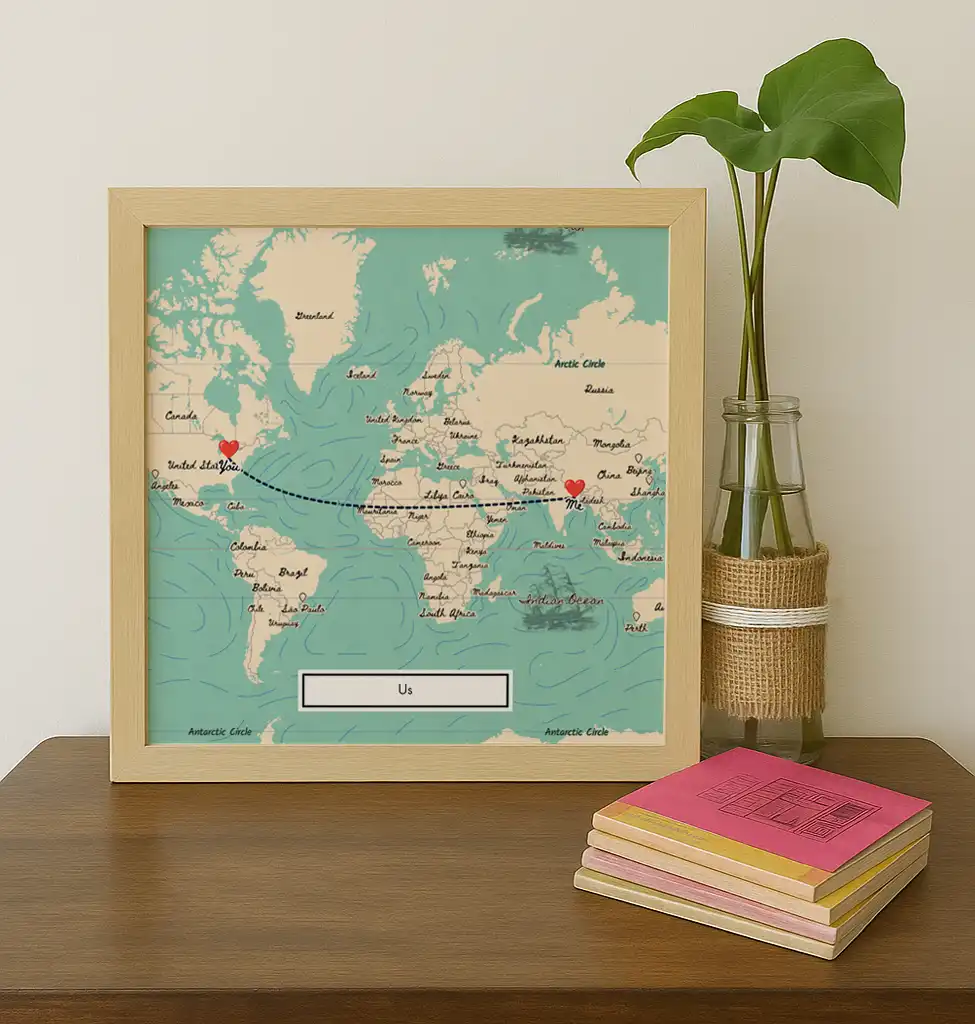 Greenland
Arctic Circle
Iceland
Sweden
Russia
Norway
Canada
United Kingdom
Belarus
France
Ukraine
Kazakhstan
Mongolia
Spain
Greece
Turkmenistan
United Sta
You
Morocco
Iraq
Afghanistan
China
Beijing
Angeles
Libya
Cairo
Pakistan
Shanghai
Mexico
Cuba
Mauritania
Niger
Oman
Me
Yemen
Cambodia
Colombia
Cameroon
Ethiopia
Kenya
Maldives
Malaysia
Indonesia
Peru
Brazil
Bolivia
Angola
Tanzania
Chile
São Paulo
Namibia
Madagascar
Indian Ocean
Uruguay
South Africa
Perth
Au
Us
Antarctic Circle
Antarctic Circle